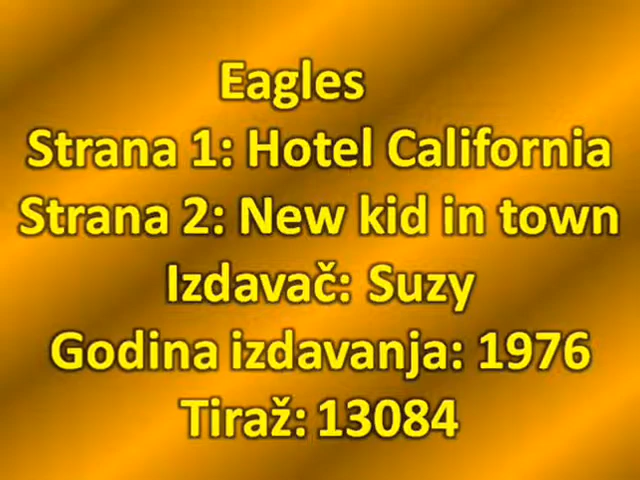 Eagles
Strana 1: Hotel California
Strana 2: New kid in town
Izdavač: Suzy
Godina izdavanja: 1976
Tiraž: 13084